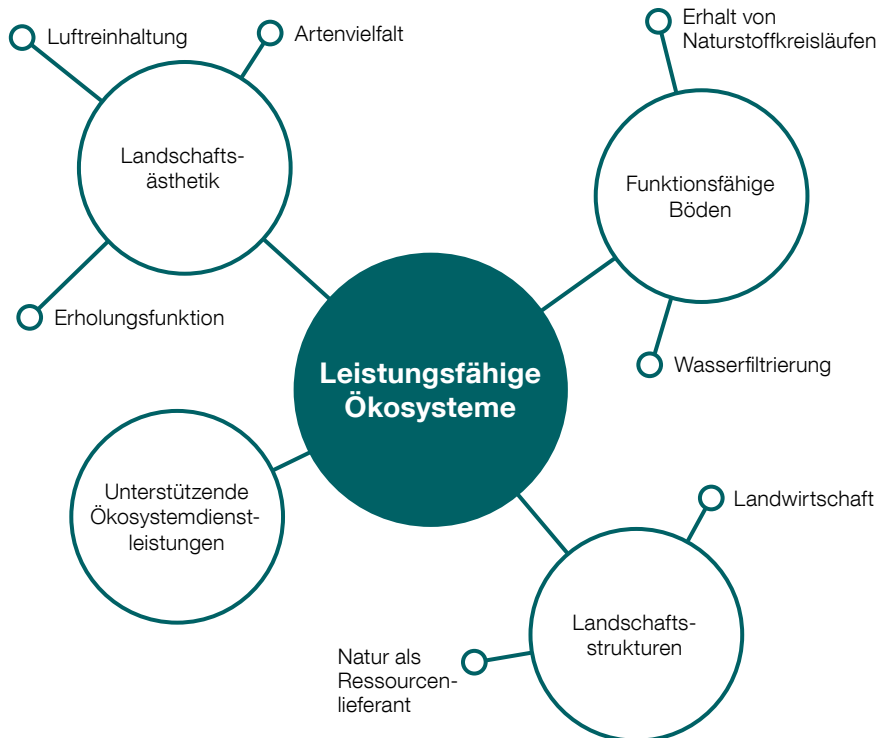 Luftreinhaltung
Artenvielfalt
Erhalt von
Naturstoffkreisläufen
Landschafts-
ästhetik
Funktionsfähige
Böden
Erholungsfunktion
Wasserfiltrierung
Leistungsfähige
Ökosysteme
Unterstützende
Ökosystemdienst-
leistungen
Landwirtschaft
Landschafts-
strukturen
Natur als
Ressourcen-
lieferant